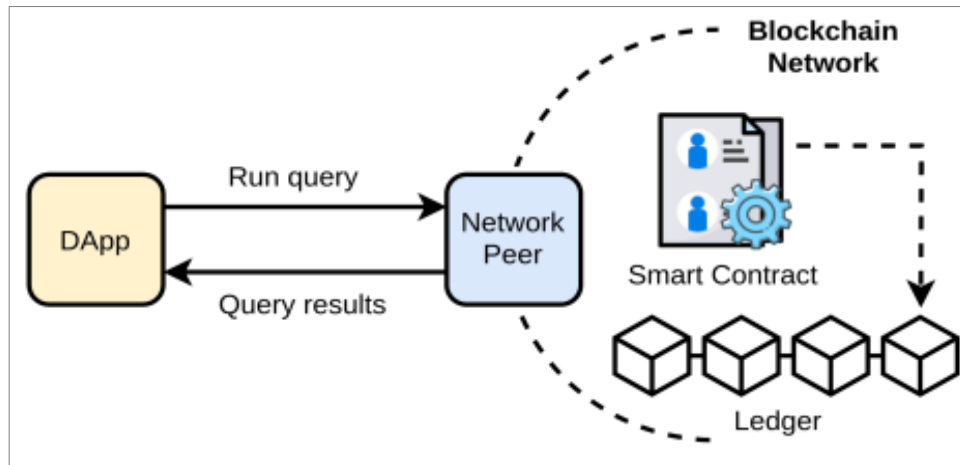 Blockchain
Network
Run query
DApp
Network
Peer
Query results
Smart Contract
Ledger